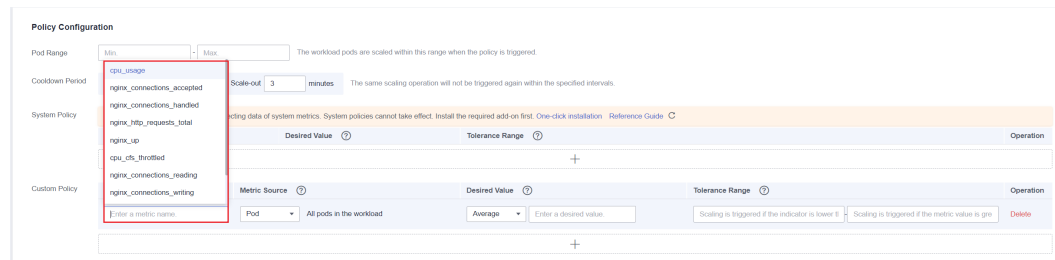 Policy Configuration
Pod Range Min. - Max. The workload pods are scaled within this range when the policy is triggered.
cpu_usage
Cooldown Period Scale-out 3 minutes The same scaling operation will not be triggered again within the specified intervals.
nginx_connections_accepted
nginx_connections_handled
System Policy cting data of system metrics. System policies cannot take effect. Install the required add-on first. One-click installation Reference Guide
nginx_http_requests_total
nginx_up Desired Value ? Tolerance Range ? Operation
cpu_cfs_throttled +
nginx_connections_reading
Custom Policy nginx_connections_writing Metric Source ? Desired Value ? Tolerance Range ? Operation
Enter a metric name. Pod All pods in the workload Average Enter a desired value. Scaling is triggered if the indicator is lower - Scaling is triggered if the metric value is gre Delete
+